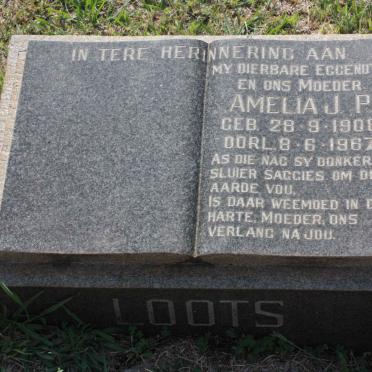 IN TERE HERINNERING AAN
MY DIERBARE EGGENOT
EN ONS MOEDER
AMELIA J. P.
GEB. 28-9-1908
OORL. 8-6-1967
AS DIE NAG SY DONKER
SLUIER SAGGIES OM DIE
AARDE VOU,
IS DAAR WEEMOED IN
HARTE, MOEDER, ONS
VERLANG NA JOU.
LOOTS